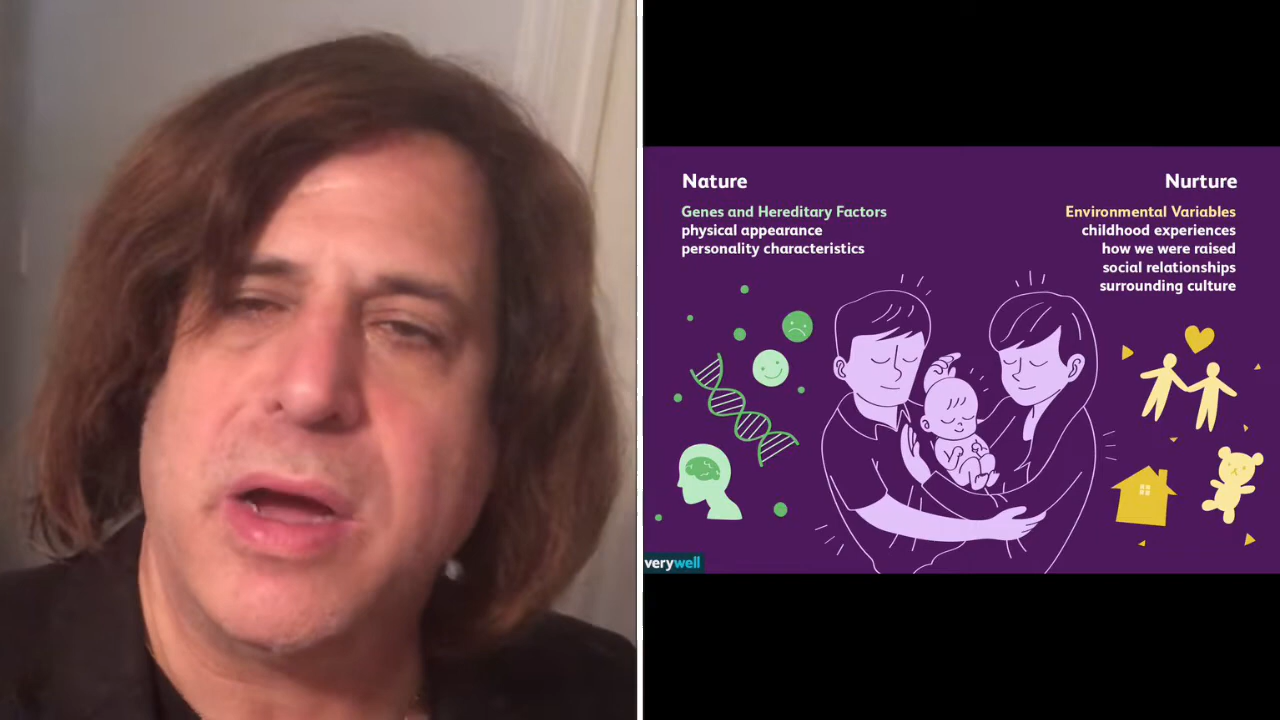 Nature
Genes and Hereditary Factors
physical appearance
personality characteristics
Nurture
Environmental Variables
childhood experiences
how we were raised
social relationships
surrounding culture
verywell